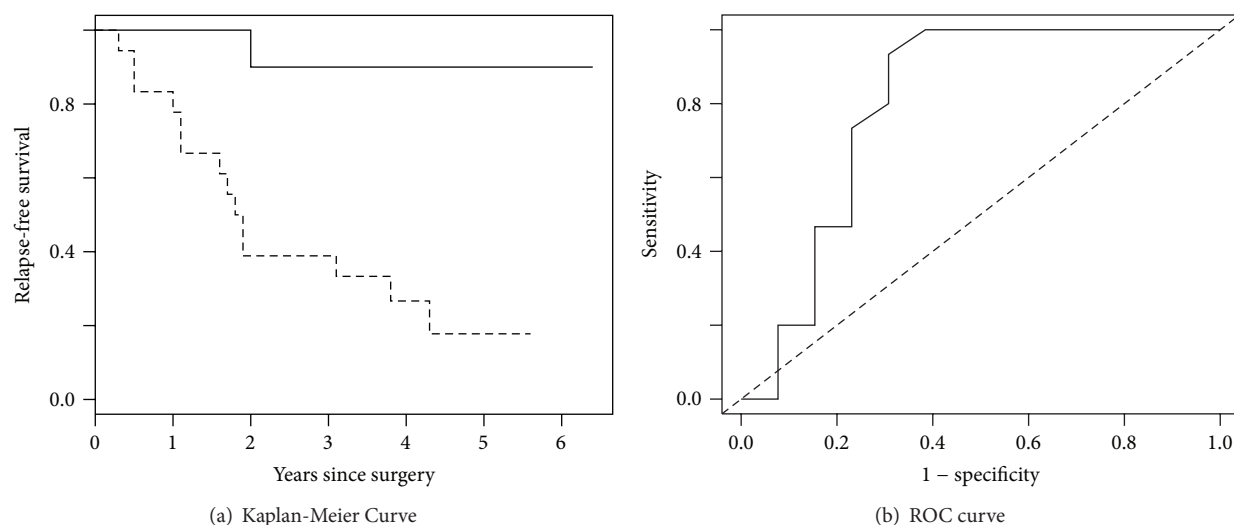 Relapse-free survival
0.8
0.4
0.0
0 1 2 3 4 5 6
Years since surgery
(a) Kaplan-Meier Curve
Sensitivity
0.8
0.4
0.0
0.0 0.2 0.4 0.6 0.8 1.0
1 − specificity
(b) ROC curve